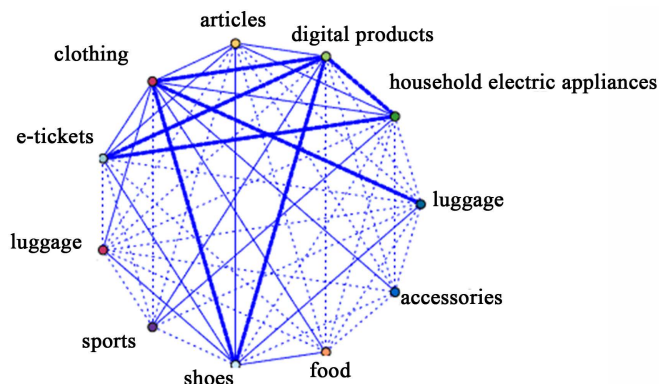 articles
digital products
clothing
household electric appliances
e-tickets
luggage
luggage
accessories
sports
food
shoes